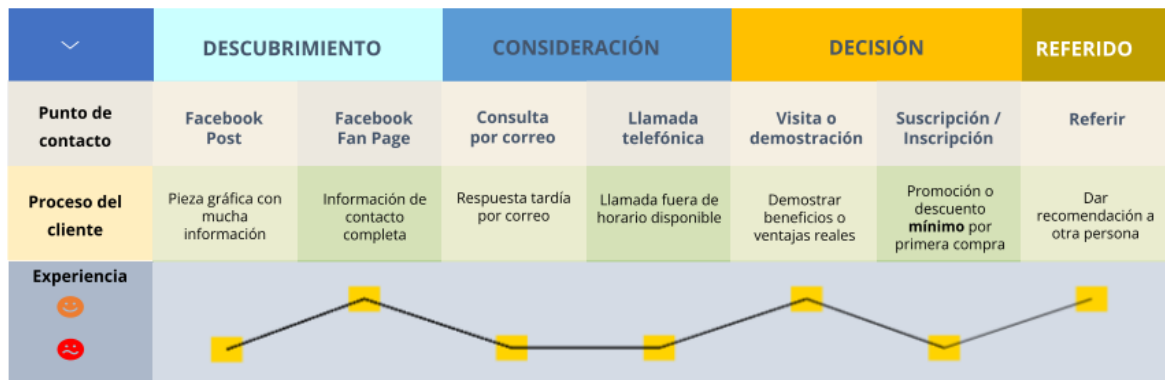 DESCUBRIMIENTO
CONSIDERACIÓN
DECISIÓN
REFERIDO
Punto de
contacto
Facebook
Post
Facebook
Fan Page
Consulta
por correo
Llamada
telefónica
Visita o
demostración
Suscripción /
Inscripción
Referir
Proceso del
cliente
Pieza gráfica con
mucha
información
Información de
contacto
completa
Respuesta tardía
por correo
Llamada fuera de
horario disponible
Demostrar
beneficios o
ventajas reales
Promoción o
descuento
mínimo por
primera compra
Dar
recomendación a
otra persona
Experiencia